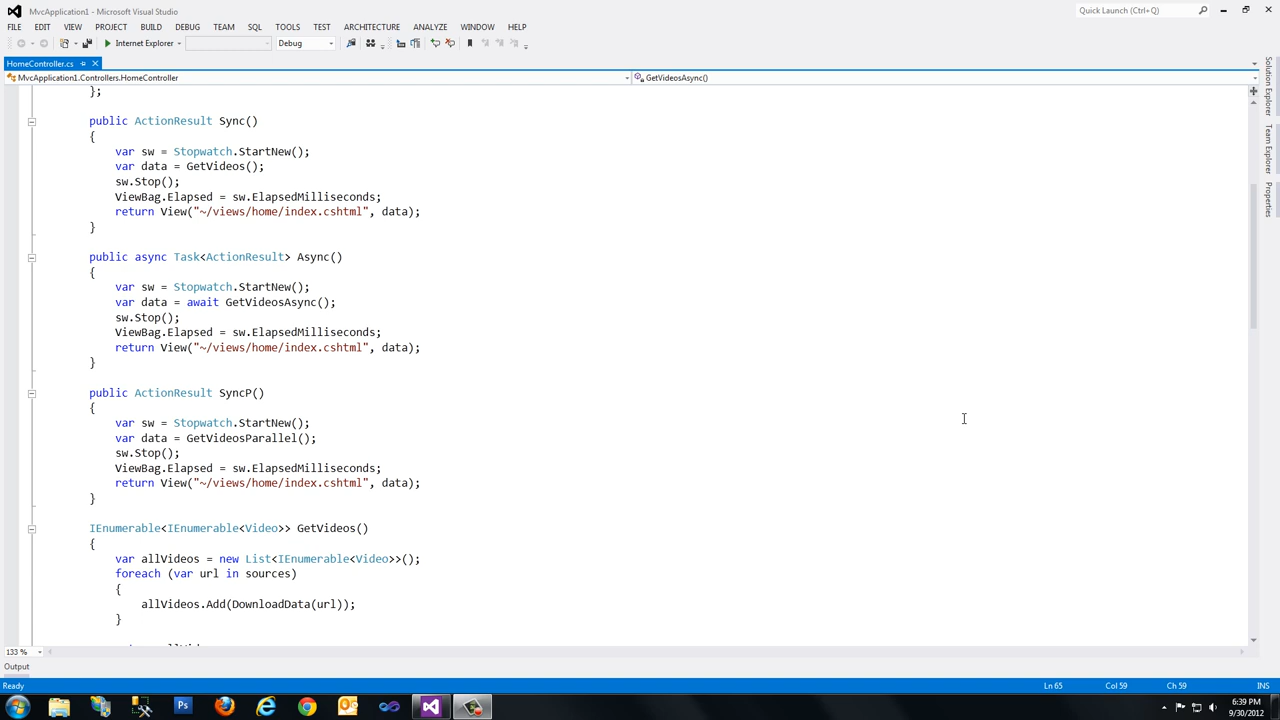 MvcApplication1 - Microsoft Visual Studio
Quick Launch (Ctrl+Q)
FILE EDIT VIEW PROJECT BUILD DEBUG TEAM SQL TOOLS TEST ARCHITECTURE ANALYZE WINDOW HELP
Internet Explorer Debug
HomeController.cs
MvcApplication1.Controllers.HomeController GetVideosAsync()
};
public ActionResult Sync()
{
var sw = Stopwatch.StartNew();
var data = GetVideos();
sw.Stop();
ViewBag.Elapsed = sw.ElapsedMilliseconds;
return View("~/views/home/index.cshtml", data);
}
public async Task<ActionResult> Async()
{
var sw = Stopwatch.StartNew();
var data = await GetVideosAsync();
sw.Stop();
ViewBag.Elapsed = sw.ElapsedMilliseconds;
return View("~/views/home/index.cshtml", data);
}
public ActionResult SyncP()
{
var sw = Stopwatch.StartNew();
var data = GetVideosParallel();
sw.Stop();
ViewBag.Elapsed = sw.ElapsedMilliseconds;
return View("~/views/home/index.cshtml", data);
}
IEnumerable<IEnumerable<Video>> GetVideos()
{
var allVideos = new List<IEnumerable<Video>>();
foreach (var url in sources)
{
allVideos.Add(DownloadData(url));
}
Solution Explorer
Team Explorer
Properties
133 %
Output
Ready Ln 65 Col 59 Ch 59 INS
Ps
6:39 PM
9/30/2012